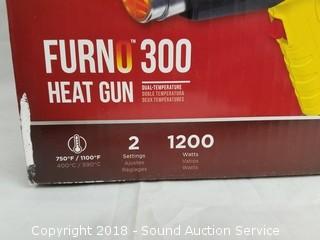 FURNO™ 300
HEAT GUN
DUAL-TEMPERATURE
DOBLE TEMPERATURA
DEUX TEMPÉRATURES
750°F / 1100°F
400°C / 590°C
2
Settings
Ajustes
Réglages
1200
Watts
Vatios
Watts
Copyright 2018 - Sound Auction Service